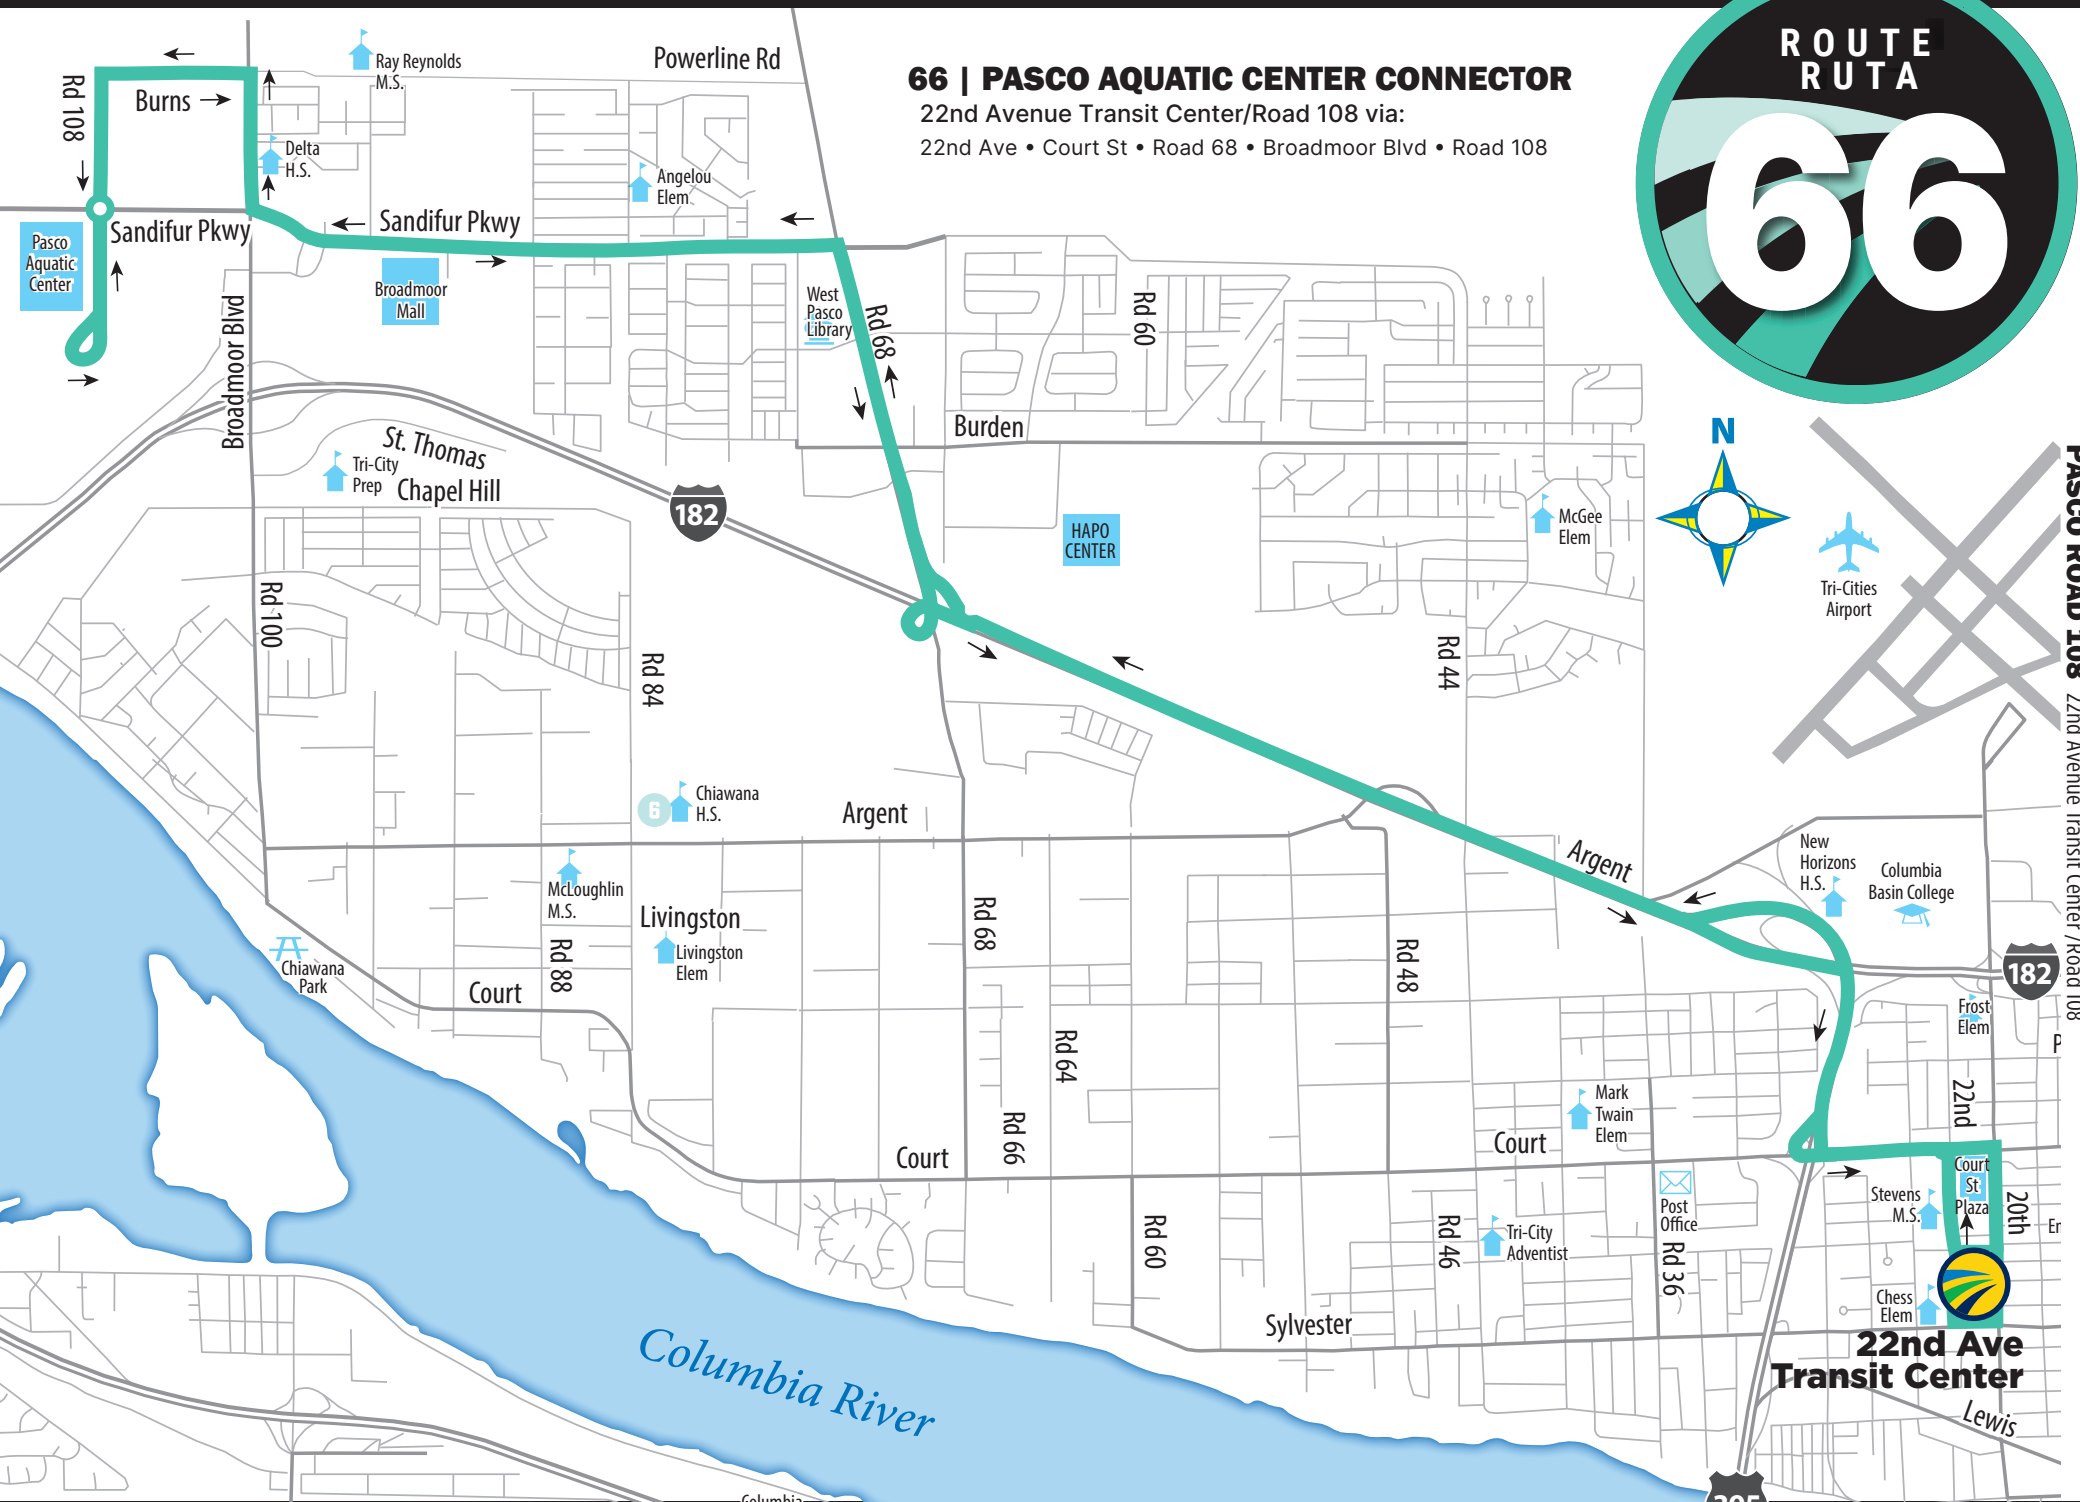 ROUTE
RUTA
66
66 | PASCO AQUATIC CENTER CONNECTOR
22nd Avenue Transit Center/Road 108 via:
22nd Ave • Court St • Road 68 • Broadmoor Blvd • Road 108
Powerline Rd
Ray Reynolds
M.S.
Rd 108
Burns
Delta
H.S.
Angelou
Elem
Sandifur Pkwy
Sandifur Pkwy
Pasco
Aquatic
Center
Broadmoor
Mall
West
Pasco
Library
Rd 68
Rd 60
Broadmoor Blvd
Burden
St. Thomas
Tri-City
Prep
Chapel Hill
182
HAPO
CENTER
McGee
Elem
N
Tri-Cities
Airport
PASCO ROAD 108 22nd Avenue Transit Center/Road 108
Rd 100
Rd 84
Rd 44
6
Chiawana
H.S.
Argent
Argent
New
Horizons
H.S.
Columbia
Basin College
McLoughlin
M.S.
Livingston
Livingston
Elem
Rd 88
Rd 68
Rd 48
182
Chiawana
Park
Court
Frost
Elem
P
Rd 64
Rd 66
Mark
Twain
Elem
22nd
Court
Court
Court
St
Plaza
Stevens
M.S.
20th
Post
Office
Rd 60
Rd 46
Tri-City
Adventist
Rd 36
Chess
Elem
Sylvester
22nd Ave
Transit Center
Columbia River
Lewis
Columbia